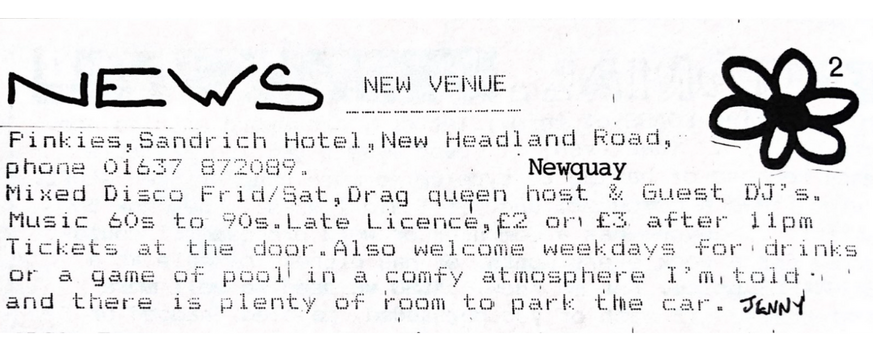 NEWS NEW VENUE 2
Pinkies,Sandrich Hotel,New Headland Road,
phone 01637 872089. Newquay
Mixed Disco Frid/Sat,Drag queen host & Guest DJ's.
Music 60s to 90s.Late Licence,£2 or £3 after 11pm
Tickets at the door.Also welcome weekdays for drinks
or a game of pool in a comfy atmosphere I'm told
and there is plenty of room to park the car. JENNY